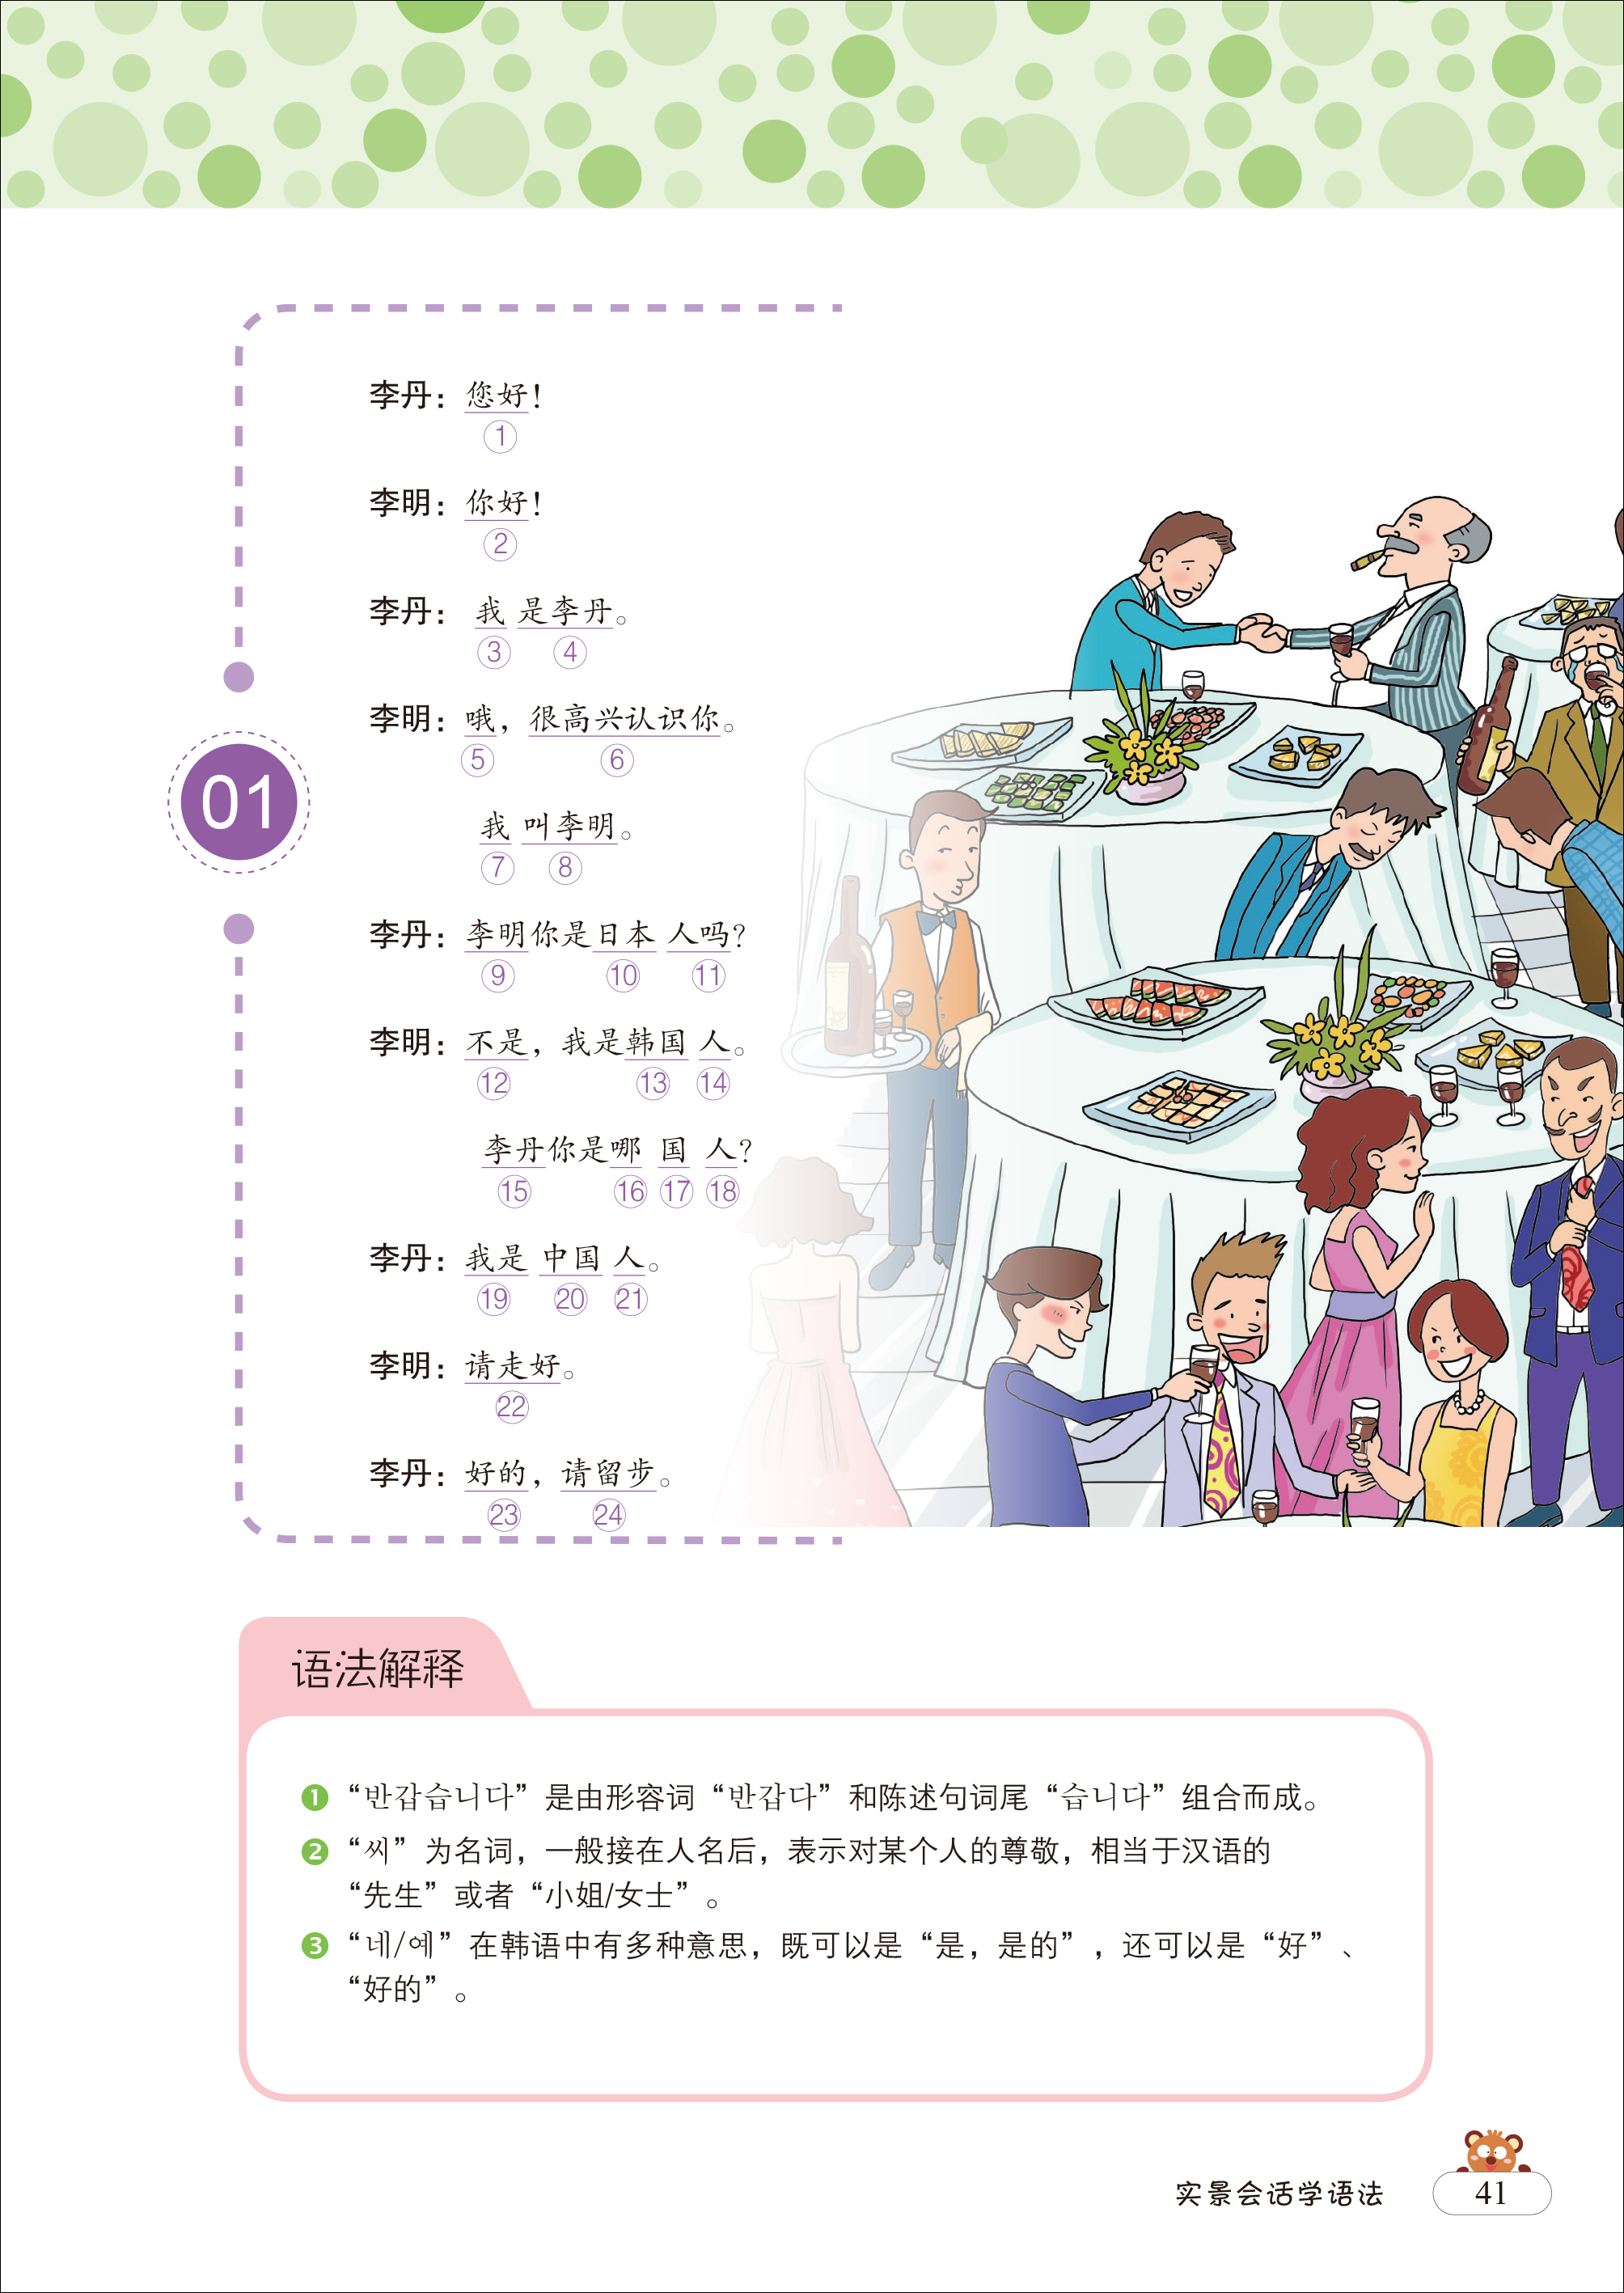 李丹：您好！
①
李明：你好！
②
李丹： 我 是李丹。
③ ④
李明：哦，很高兴认识你。
⑤ ⑥
我 叫李明。
⑦ ⑧
01
李丹：李明你是日本 人吗？
⑨ ⑩ ⑪
李明：不是，我是韩国 人。
⑫ ⑬ ⑭
李丹你是哪 国 人？
⑮ ⑯ ⑰ ⑱
李丹：我是 中国 人。
⑲ ⑳ ㉑
李明：请走好。
㉒
李丹：好的，请留步。
㉓ ㉔
语法解释
❶ “반갑습니다”是由形容词“반갑다”和陈述句词尾“습니다”组合而成。
❷ “씨”为名词，一般接在人名后，表示对某个人的尊敬，相当于汉语的
“先生”或者“小姐/女士”。
❸ “네/예”在韩语中有多种意思，既可以是“是，是的”，还可以是“好”、
“好的”。
实景会话学语法 41